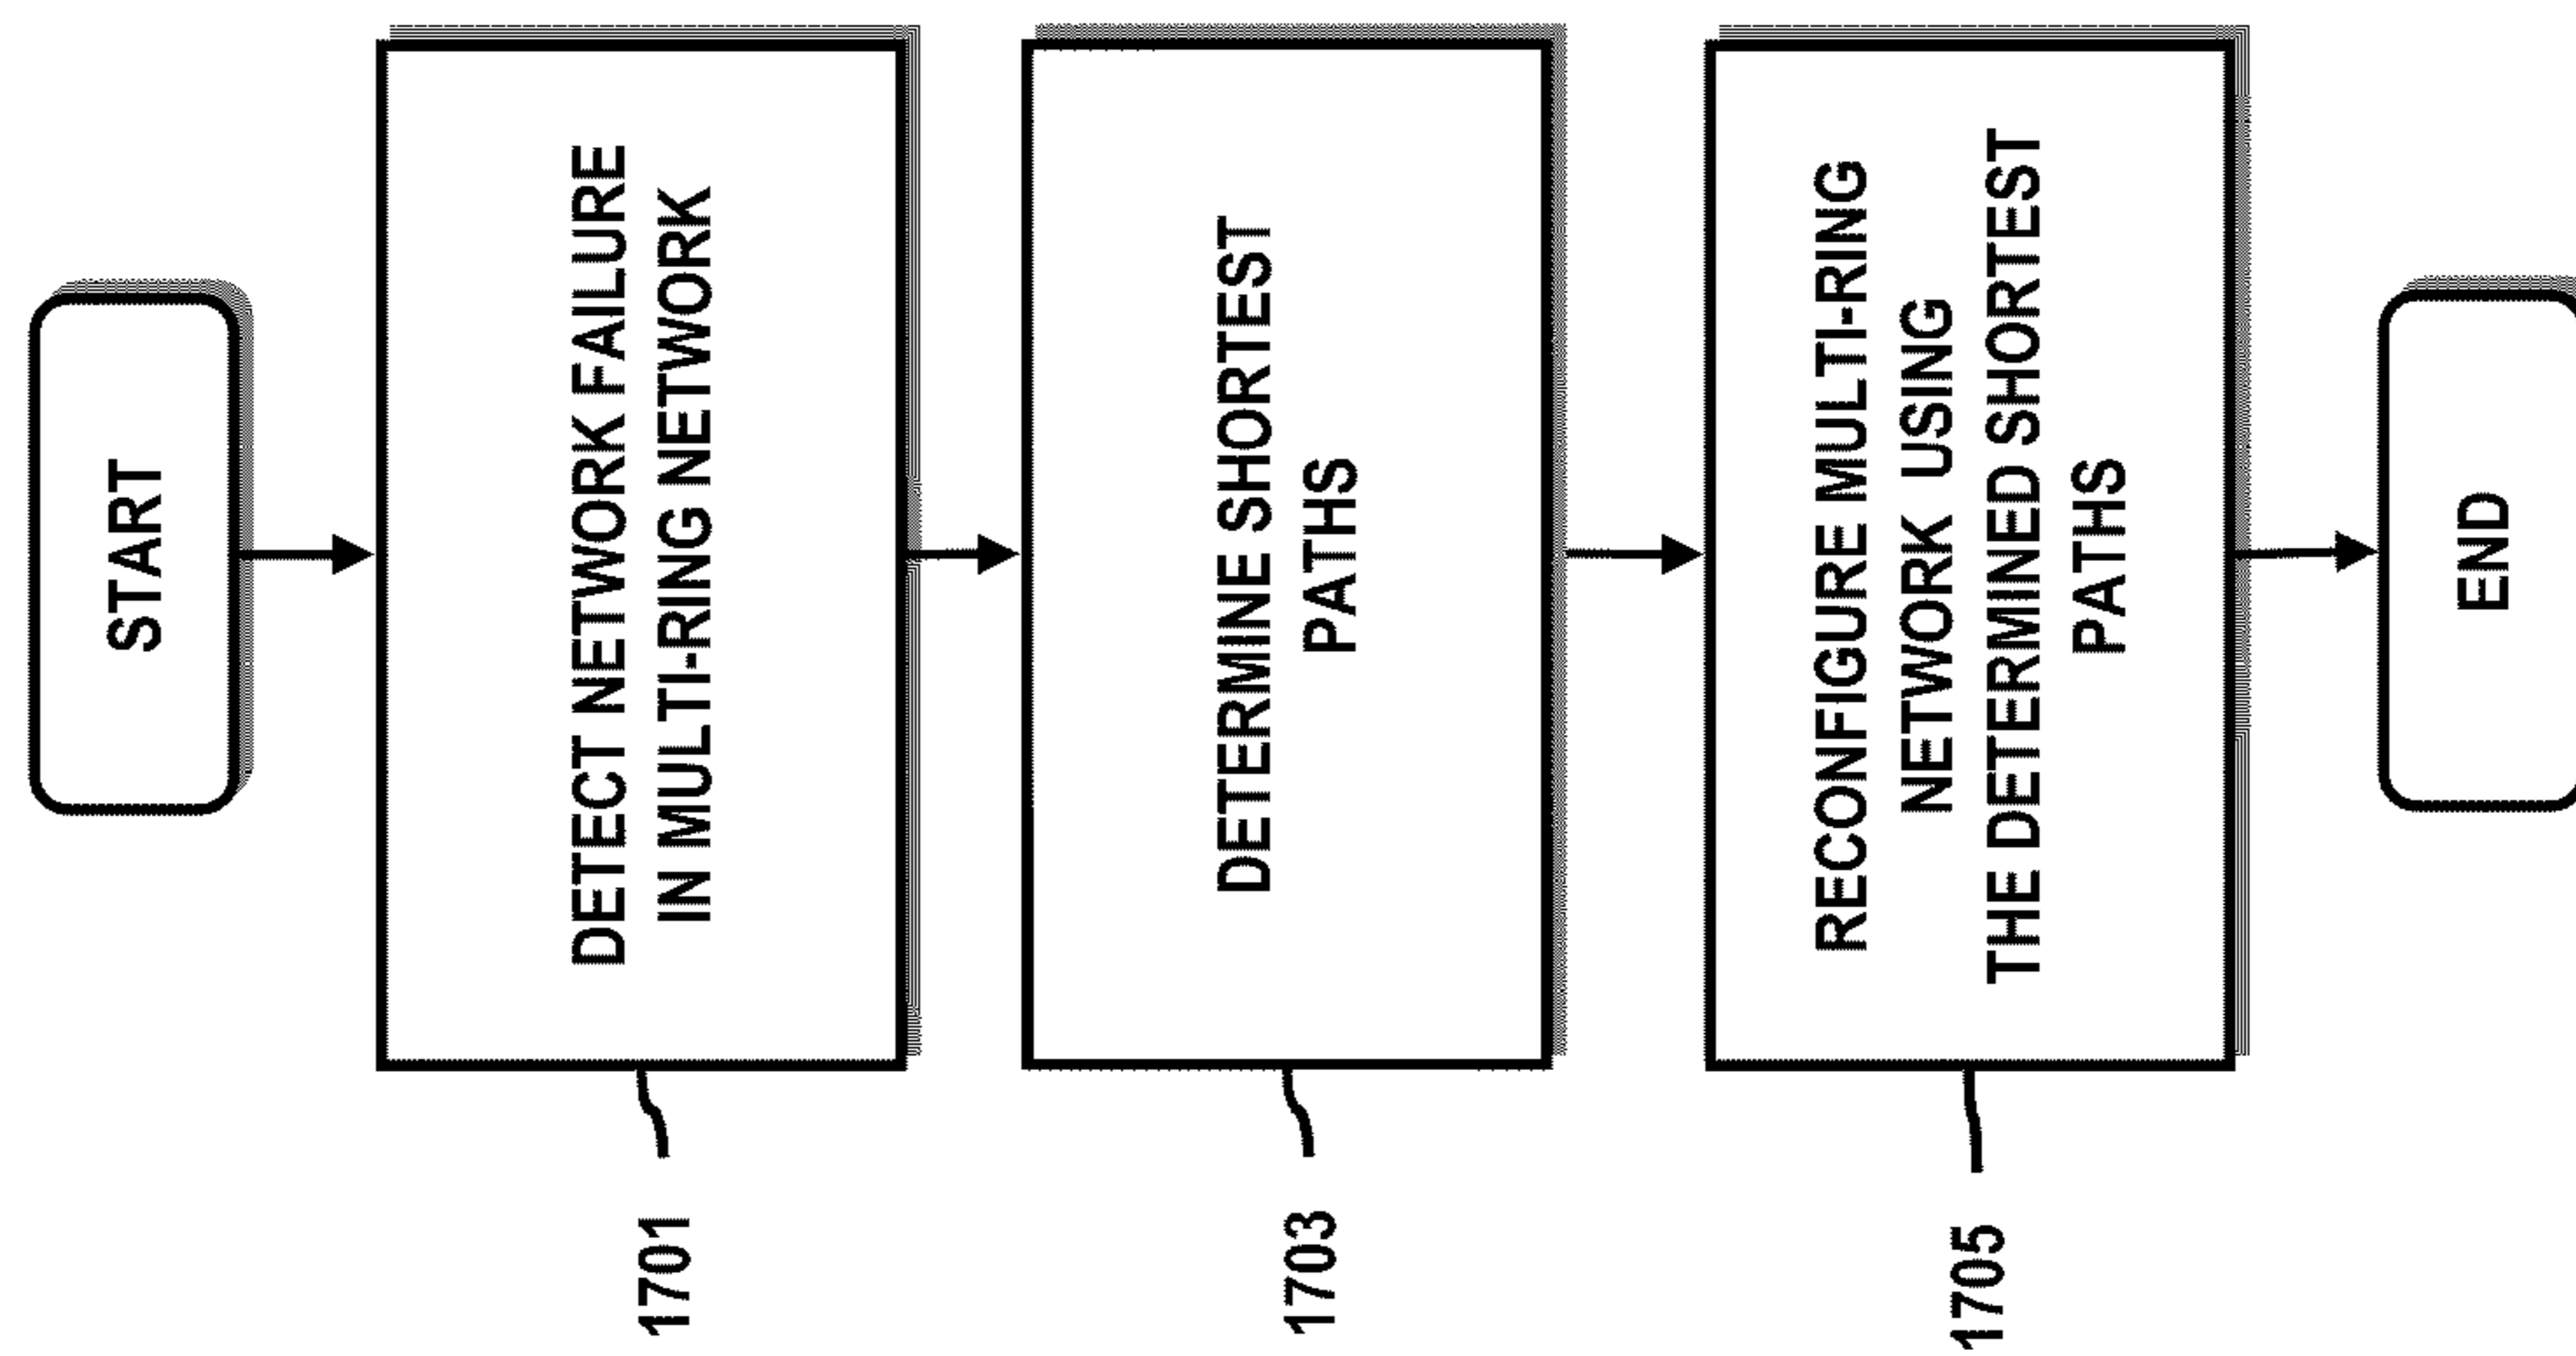 START
DETECT NETWORK FAILURE
IN MULTI-RING NETWORK
1701
DETERMINE SHORTEST
PATHS
1703
RECONFIGURE MULTI-RING
NETWORK USING
THE DETERMINED SHORTEST
PATHS
1705
END